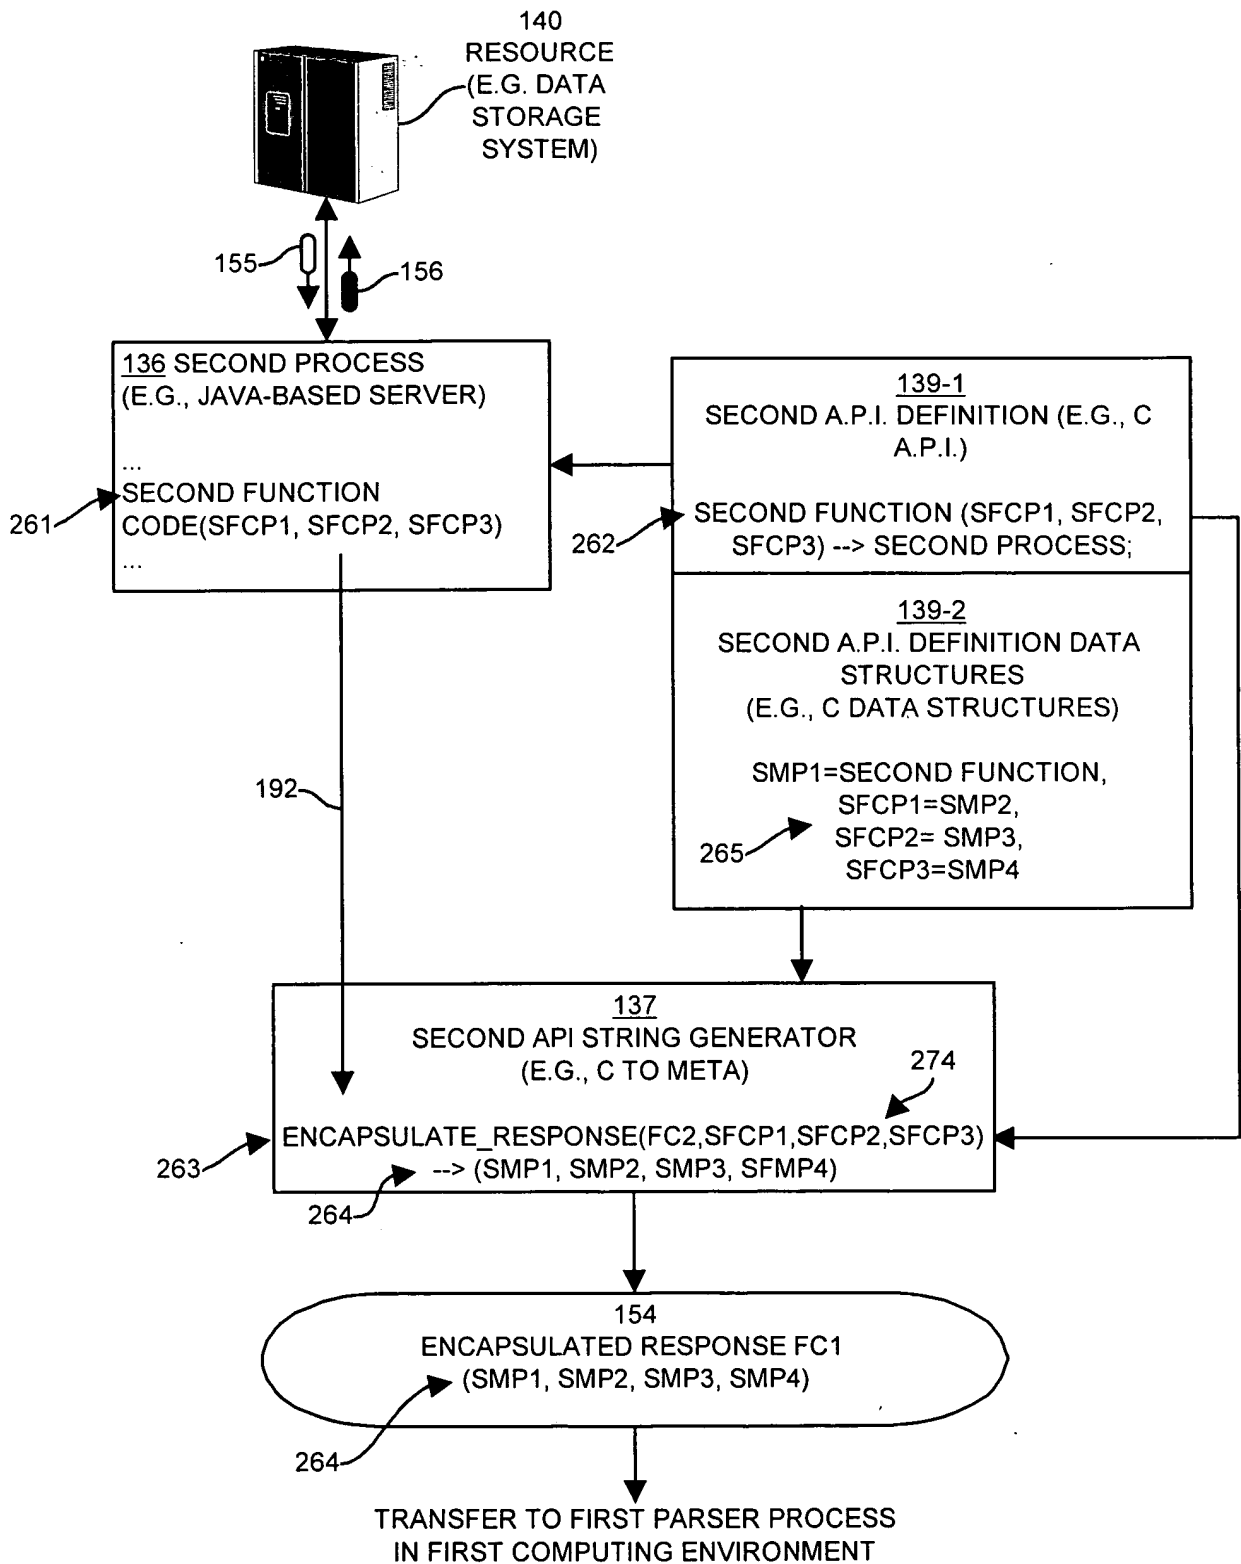 140
RESOURCE
(E.G. DATA
STORAGE
SYSTEM)
155
156
136 SECOND PROCESS
(E.G., JAVA-BASED SERVER)
...
SECOND FUNCTION
CODE(SFCP1, SFCP2, SFCP3)
...
261
139-1
SECOND A.P.I. DEFINITION (E.G., C
A.P.I.)
SECOND FUNCTION (SFCP1, SFCP2,
SFCP3) --> SECOND PROCESS;
262
139-2
SECOND A.P.I. DEFINITION DATA
STRUCTURES
(E.G., C DATA STRUCTURES)
SMP1=SECOND FUNCTION,
SFCP1=SMP2,
SFCP2= SMP3,
SFCP3=SMP4
265
192
137
SECOND API STRING GENERATOR
(E.G., C TO META)
274
ENCAPSULATE_RESPONSE(FC2,SFCP1,SFCP2,SFCP3)
--> (SMP1, SMP2, SMP3, SFMP4)
263
264
154
ENCAPSULATED RESPONSE FC1
(SMP1, SMP2, SMP3, SMP4)
264
TRANSFER TO FIRST PARSER PROCESS
IN FIRST COMPUTING ENVIRONMENT